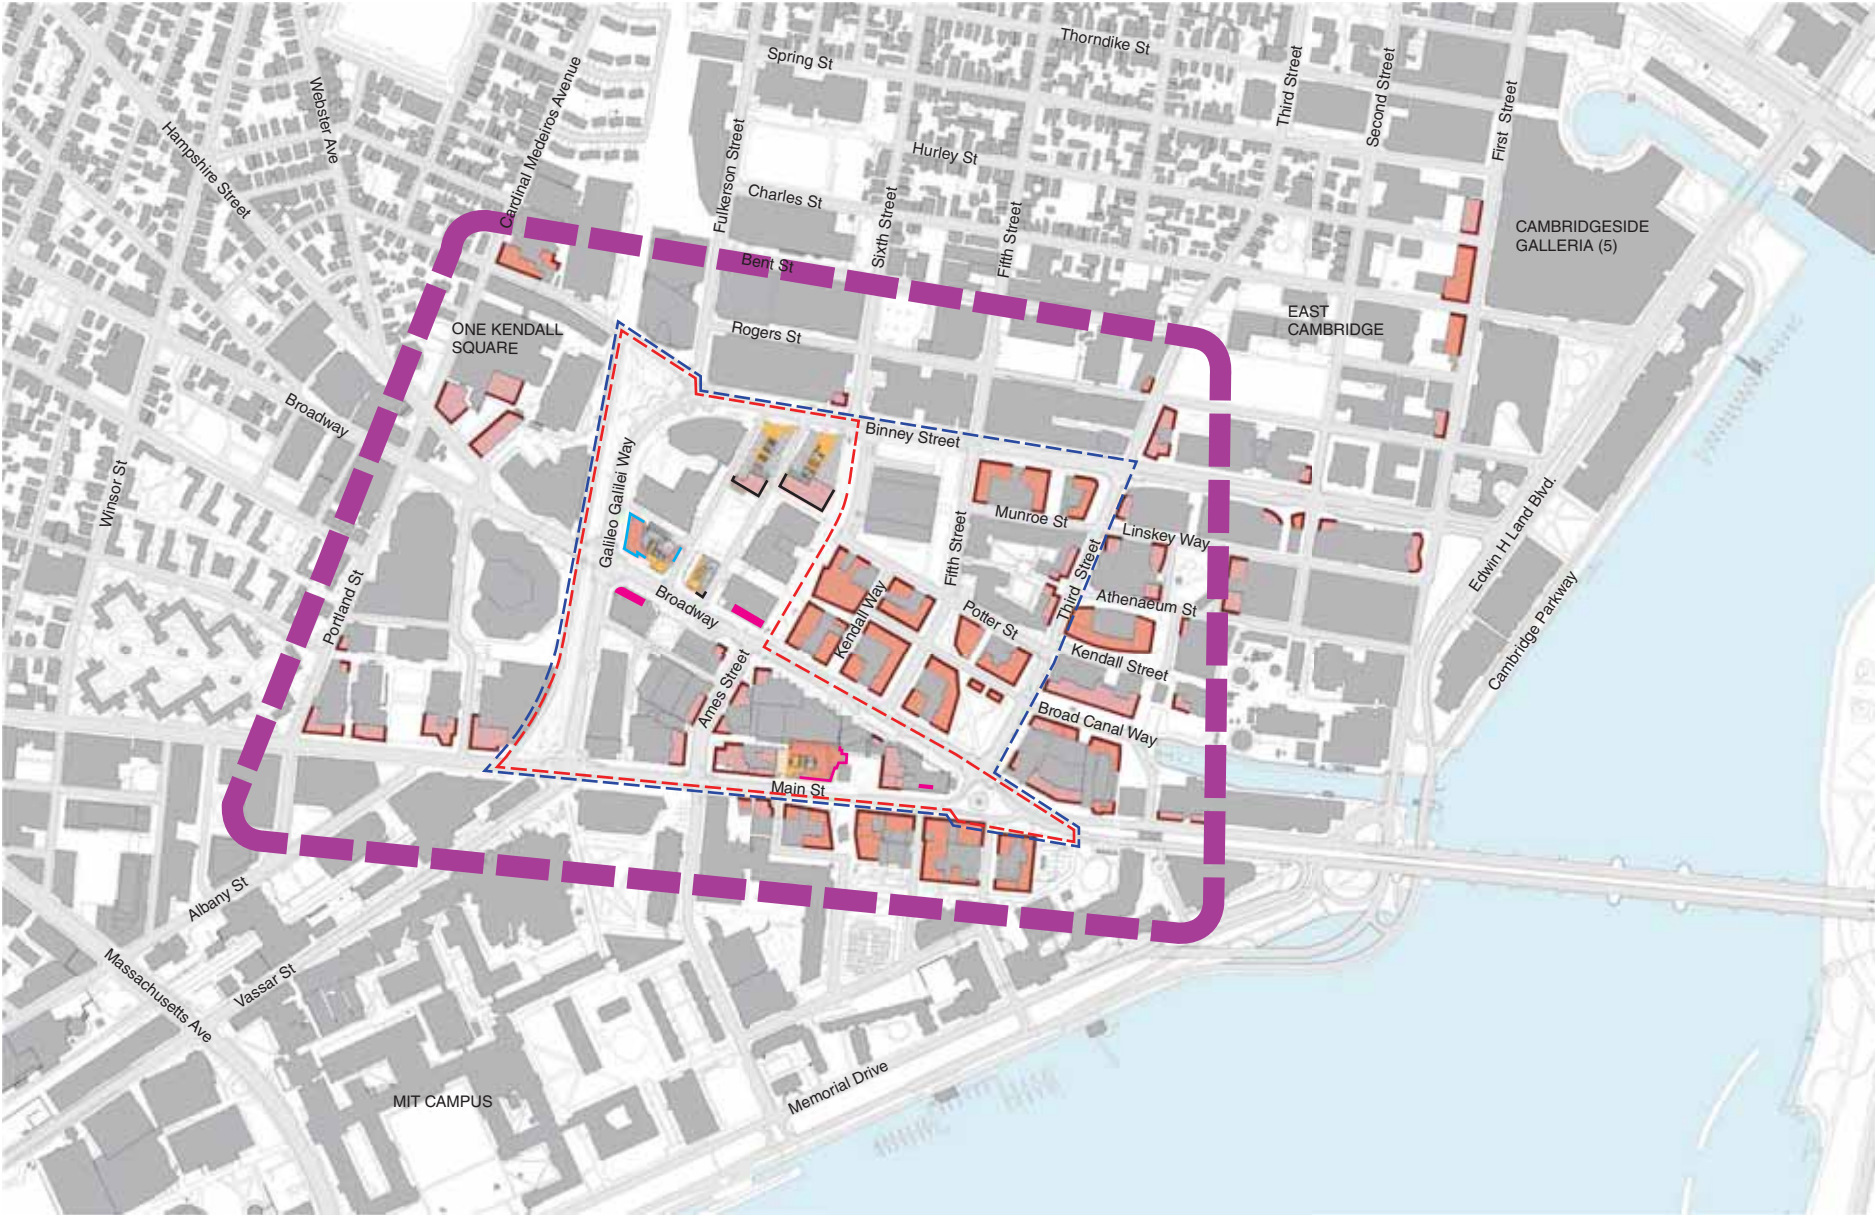 Thorndike St
Spring St
Third Street
Second Street
First Street
Webster Ave
Cardinal Medeiros Avenue
Hampshire Street
Fulkerson Street
Hurley St
Charles St
Sixth Street
Fifth Street
CAMBRIDGESIDE
GALLERIA (5)
Bent St
EAST
CAMBRIDGE
ONE KENDALL
SQUARE
Rogers St
Broadway
Binney Street
Galileo Galilei Way
Winsor St
Munroe St
Linskey Way
Fifth Street
Third Street
Edwin H Land Blvd.
Portland St
Broadway
Kendall Way
Potter St
Athenaeum St
Cambridge Parkway
Kendall Street
Ames Street
Broad Canal Way
Main St
Albany St
Massachusetts Ave
Vassar St
MIT CAMPUS
Memorial Drive